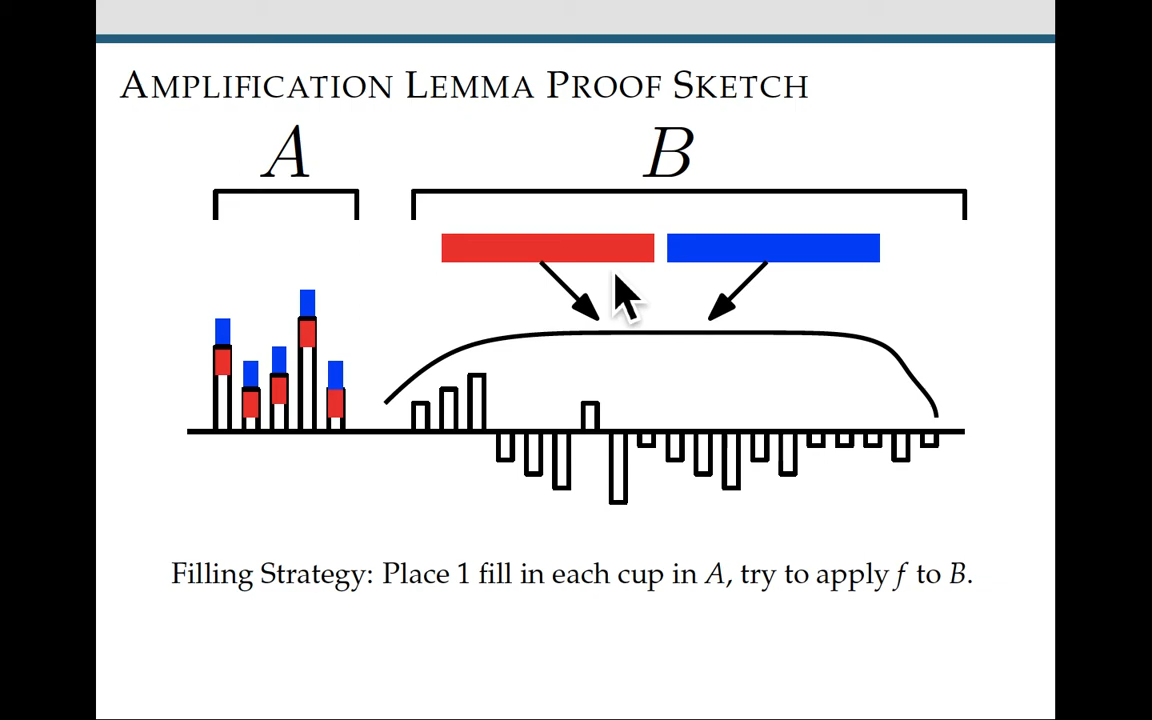 AMPLIFICATION LEMMA PROOF SKETCH
A B
Filling Strategy: Place 1 fill in each cup in A, try to apply f to B.